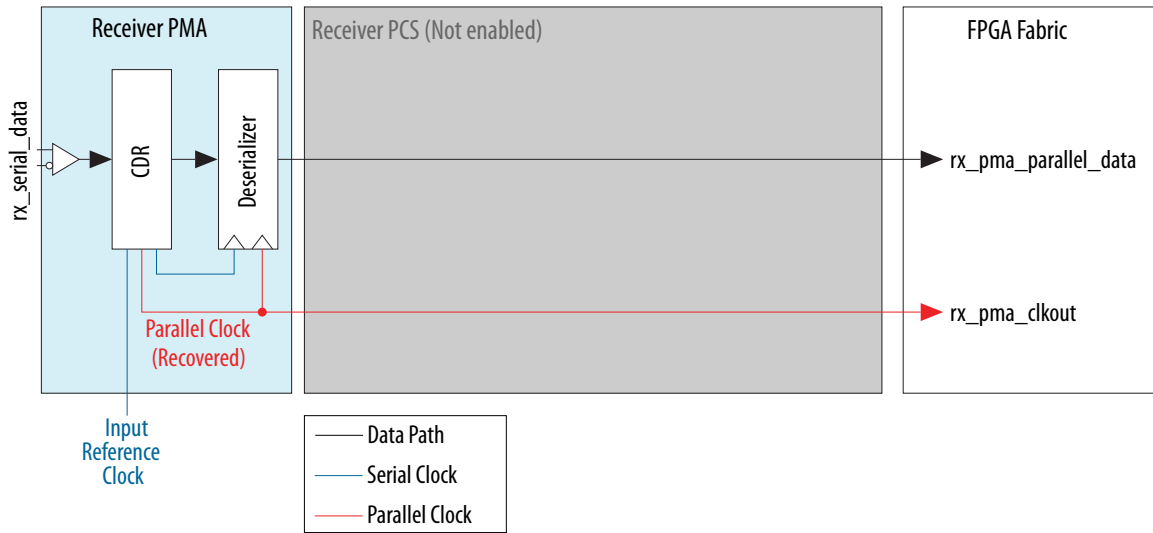 Receiver PMA
Receiver PCS (Not enabled)
FPGA Fabric
rx_serial_data
CDR
Deserializer
rx_pma_parallel_data
rx_pma_clkout
Parallel Clock
(Recovered)
Input
Reference
Clock
Data Path
Serial Clock
Parallel Clock